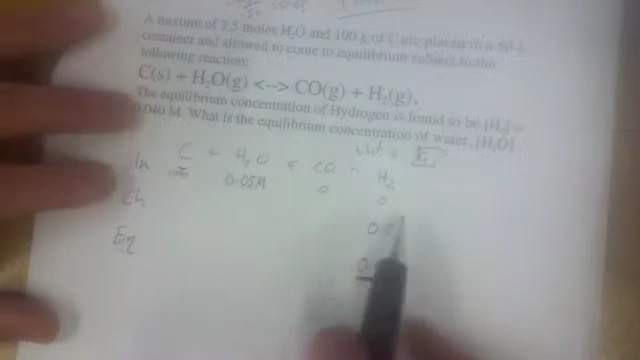 A mixture of 2.5 moles H₂O and 100 g of C are placed in a 50-L
container and allowed to come to equilibrium subject to the
following reaction:
C(s) + H₂O(g) <--> CO(g) + H₂(g),
The equilibrium concentration of Hydrogen is found to be [H₂] =
0.040 M. What is the equilibrium concentration of water, [H₂O]
C H₂O CO H₂
In 0.05M 0 0
Ch 0
Eq 0